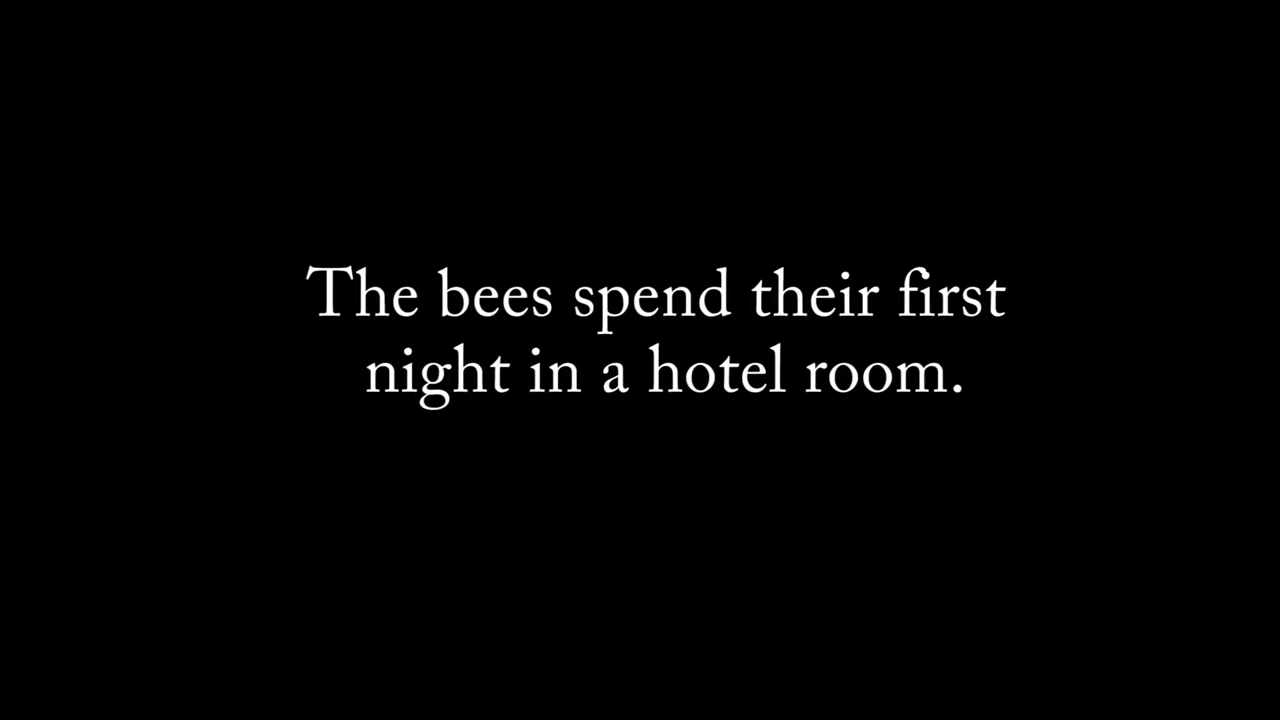 The bees spend their first
night in a hotel room.